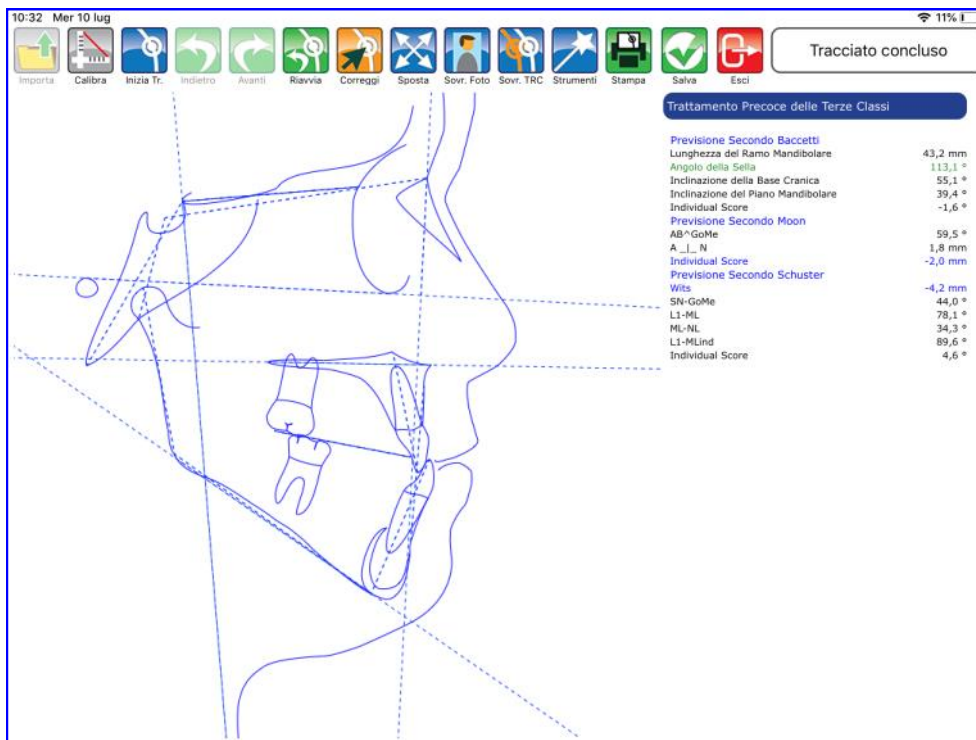 10:32 Mer 10 lug 11%
Importa Calibra Inizia Tr. Indietro Avanti Riavvia Correggi Sposta Sovr. Foto Sovr. TRC Strumenti Stampa Salva Esci
Tracciato concluso
Trattamento Precoce delle Terze Classi
Previsione Secondo Baccetti
Lunghezza del Ramo Mandibolare 43,2 mm
Angolo della Sella 113,1 °
Inclinazione della Base Cranica 55,1 °
Inclinazione del Piano Mandibolare 39,4 °
Individual Score -1,6 °
Previsione Secondo Moon
AB^GoMe 59,5 °
A _|_ N 1,8 mm
Individual Score -2,0 mm
Previsione Secondo Schuster
Wits -4,2 mm
SN-GoMe 44,0 °
L1-ML 78,1 °
ML-NL 34,3 °
L1-MLind 89,6 °
Individual Score 4,6 °